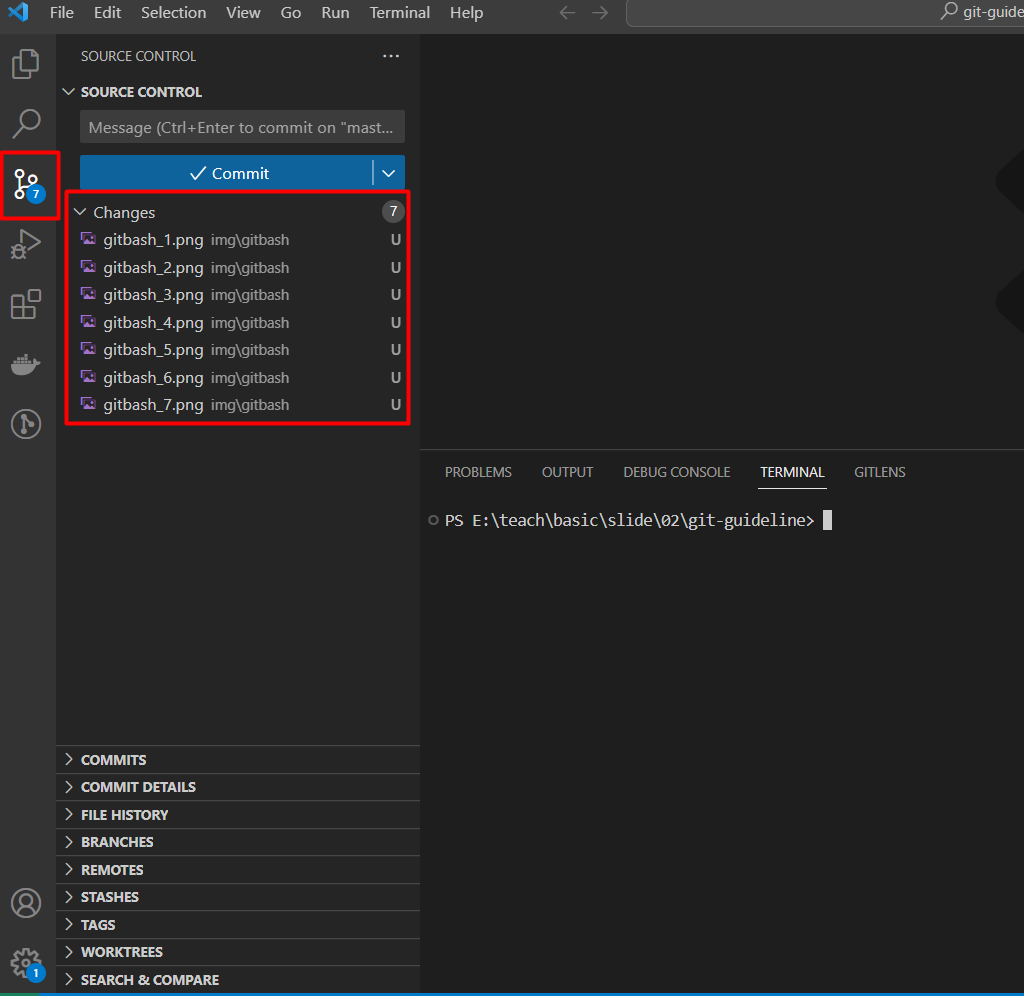 File Edit Selection View Go Run Terminal Help git-guide
SOURCE CONTROL ...
SOURCE CONTROL
Message (Ctrl+Enter to commit on "mast...
Commit
7
Changes 7
gitbash_1.png img\gitbash U
gitbash_2.png img\gitbash U
gitbash_3.png img\gitbash U
gitbash_4.png img\gitbash U
gitbash_5.png img\gitbash U
gitbash_6.png img\gitbash U
gitbash_7.png img\gitbash U
PROBLEMS OUTPUT DEBUG CONSOLE TERMINAL GITLENS
PS E:\teach\basic\slide\02\git-guideline>
COMMITS
COMMIT DETAILS
FILE HISTORY
BRANCHES
REMOTES
STASHES
TAGS
WORKTREES
1
SEARCH & COMPARE